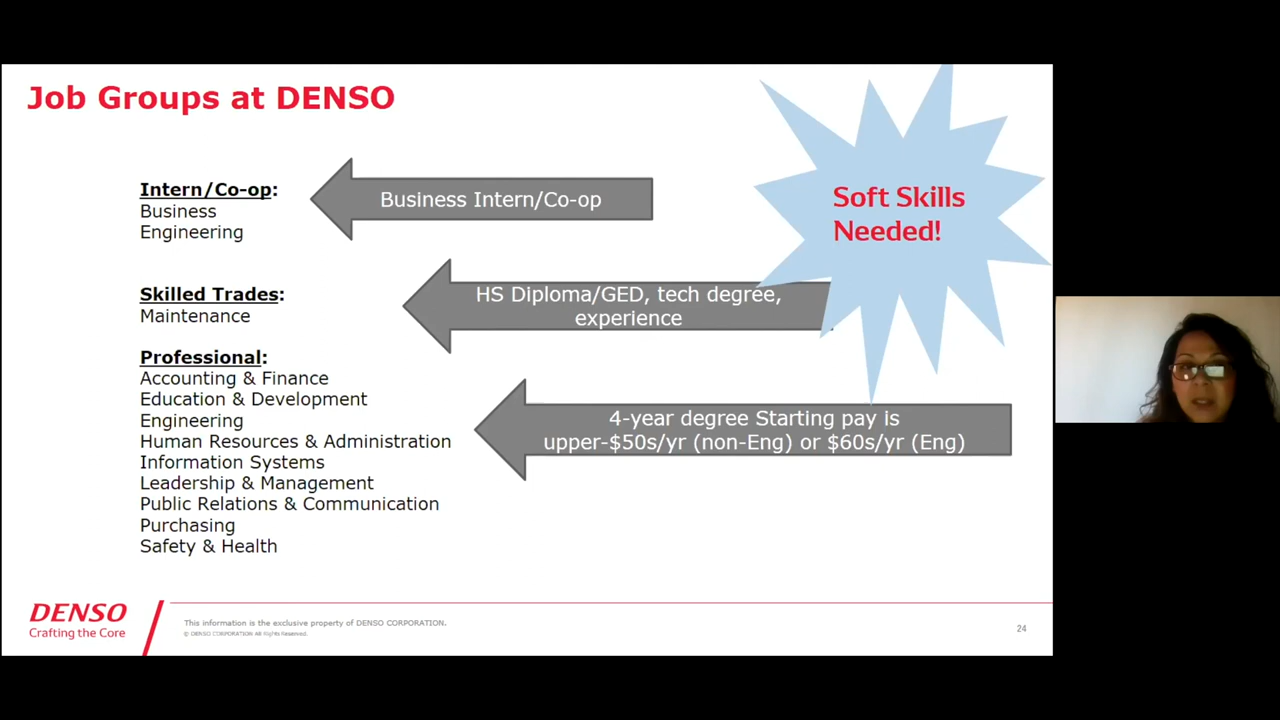 Job Groups at DENSO
Intern/Co-op:
Business
Engineering
Business Intern/Co-op
Soft Skills
Needed!
Skilled Trades:
Maintenance
HS Diploma/GED, tech degree,
experience
Professional:
Accounting & Finance
Education & Development
Engineering
Human Resources & Administration
Information Systems
Leadership & Management
Public Relations & Communication
Purchasing
Safety & Health
4-year degree Starting pay is
upper-$50s/yr (non-Eng) or $60s/yr (Eng)
DENSO
Crafting the Core
This information is the exclusive property of DENSO CORPORATION.
© DENSO CORPORATION All Rights Reserved.
24